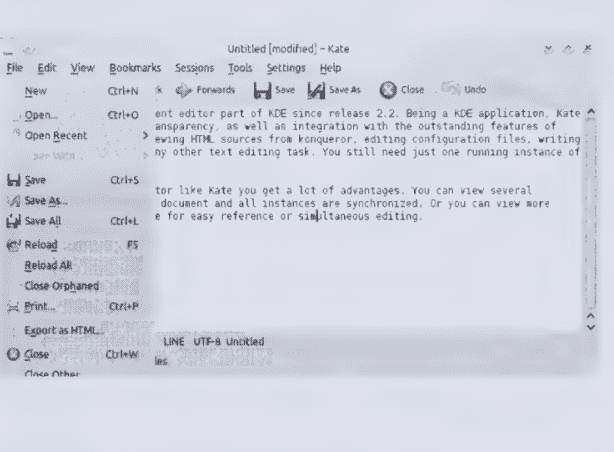 Untitled [modified] – Kate
File Edit View Bookmarks Sessions Tools Settings Help
New Ctrl+N
Forwards Save Save As Close Undo
Open... Ctrl+O
Open Recent
Save Ctrl+S
Save As...
Save All Ctrl+L
Reload F5
Reload All
Close Orphaned
Print... Ctrl+P
Export as HTML...
Close Ctrl+W
Close Other
ent editor part of KDE since release 2.2. Being a KDE application, Kate
ansparency, as well as integration with the outstanding features of
ewing HTML sources from konqueror, editing configuration files, writing
ny other text editing task. You still need just one running instance of
tor like Kate you get a lot of advantages. You can view several
document and all instances are synchronized. Or you can view more
e for easy reference or simultaneous editing.
LINE UTF-8 Untitled
les